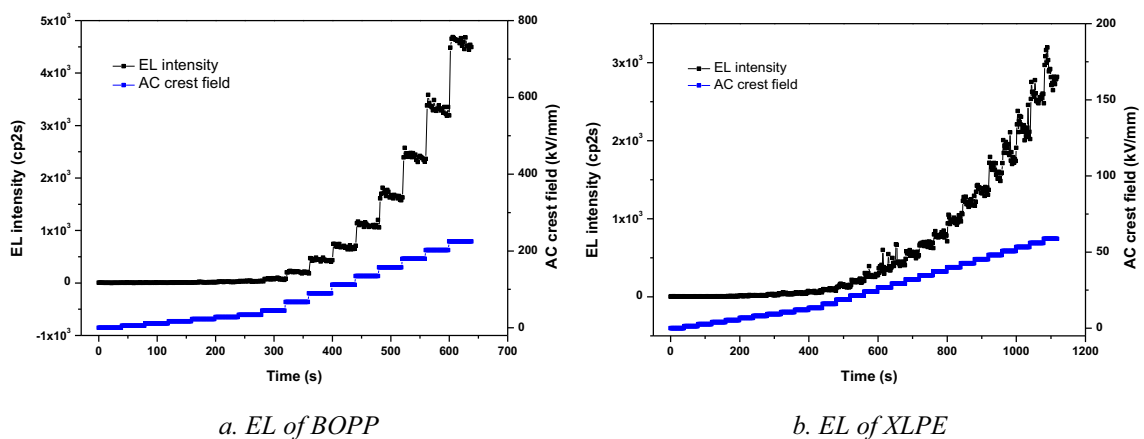 5x10³
4x10³
3x10³
2x10³
1x10³
0
-1x10³
EL intensity (cp2s)
EL intensity
AC crest field
800
600
400
200
0
AC crest field (kV/mm)
0 100 200 300 400 500 600 700
Time (s)
a. EL of BOPP
3x10³
2x10³
1x10³
0
EL intensity (cp2s)
EL intensity
AC crest field
200
150
100
50
0
AC crest field (kV/mm)
0 200 400 600 800 1000 1200
Time (s)
b. EL of XLPE